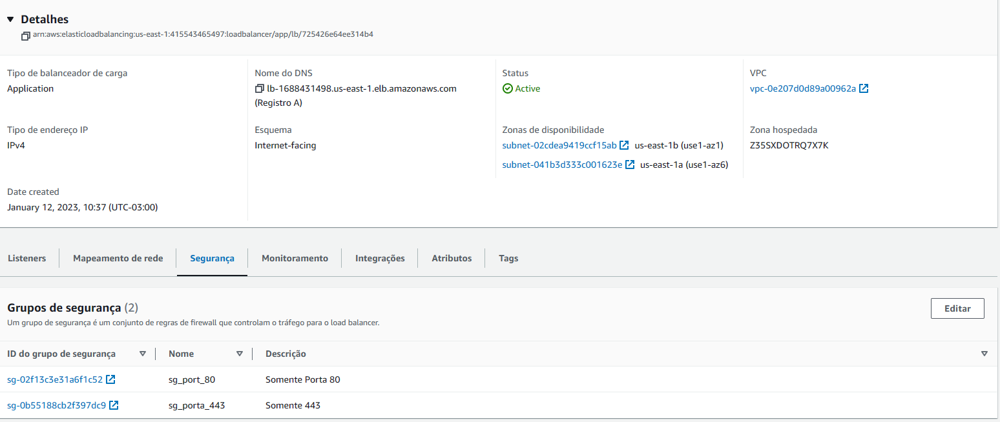 Detalhes
arn:aws:elasticloadbalancing:us-east-1:415543465497:loadbalancer/app/lb/725426e64ee314b4
Tipo de balanceador de carga
Application
Nome do DNS
lb-1688431498.us-east-1.elb.amazonaws.com
(Registro A)
Status
Active
VPC
vpc-0e207d0d89a00962a
Tipo de endereço IP
IPv4
Esquema
Internet-facing
Zonas de disponibilidade
subnet-02cdea9419ccf15ab us-east-1b (use1-az1)
subnet-041b3d333c001623e us-east-1a (use1-az6)
Zona hospedada
Z35SXDOTRQ7X7K
Date created
January 12, 2023, 10:37 (UTC-03:00)
Listeners Mapeamento de rede Segurança Monitoramento Integrações Atributos Tags
Grupos de segurança (2)
Editar
Um grupo de segurança é um conjunto de regras de firewall que controlam o tráfego para o load balancer.
ID do grupo de segurança Nome Descrição
sg-02f13c3e31a6f1c52 sg_port_80 Somente Porta 80
sg-0b55188cb2f397dc9 sg_porta_443 Somente 443